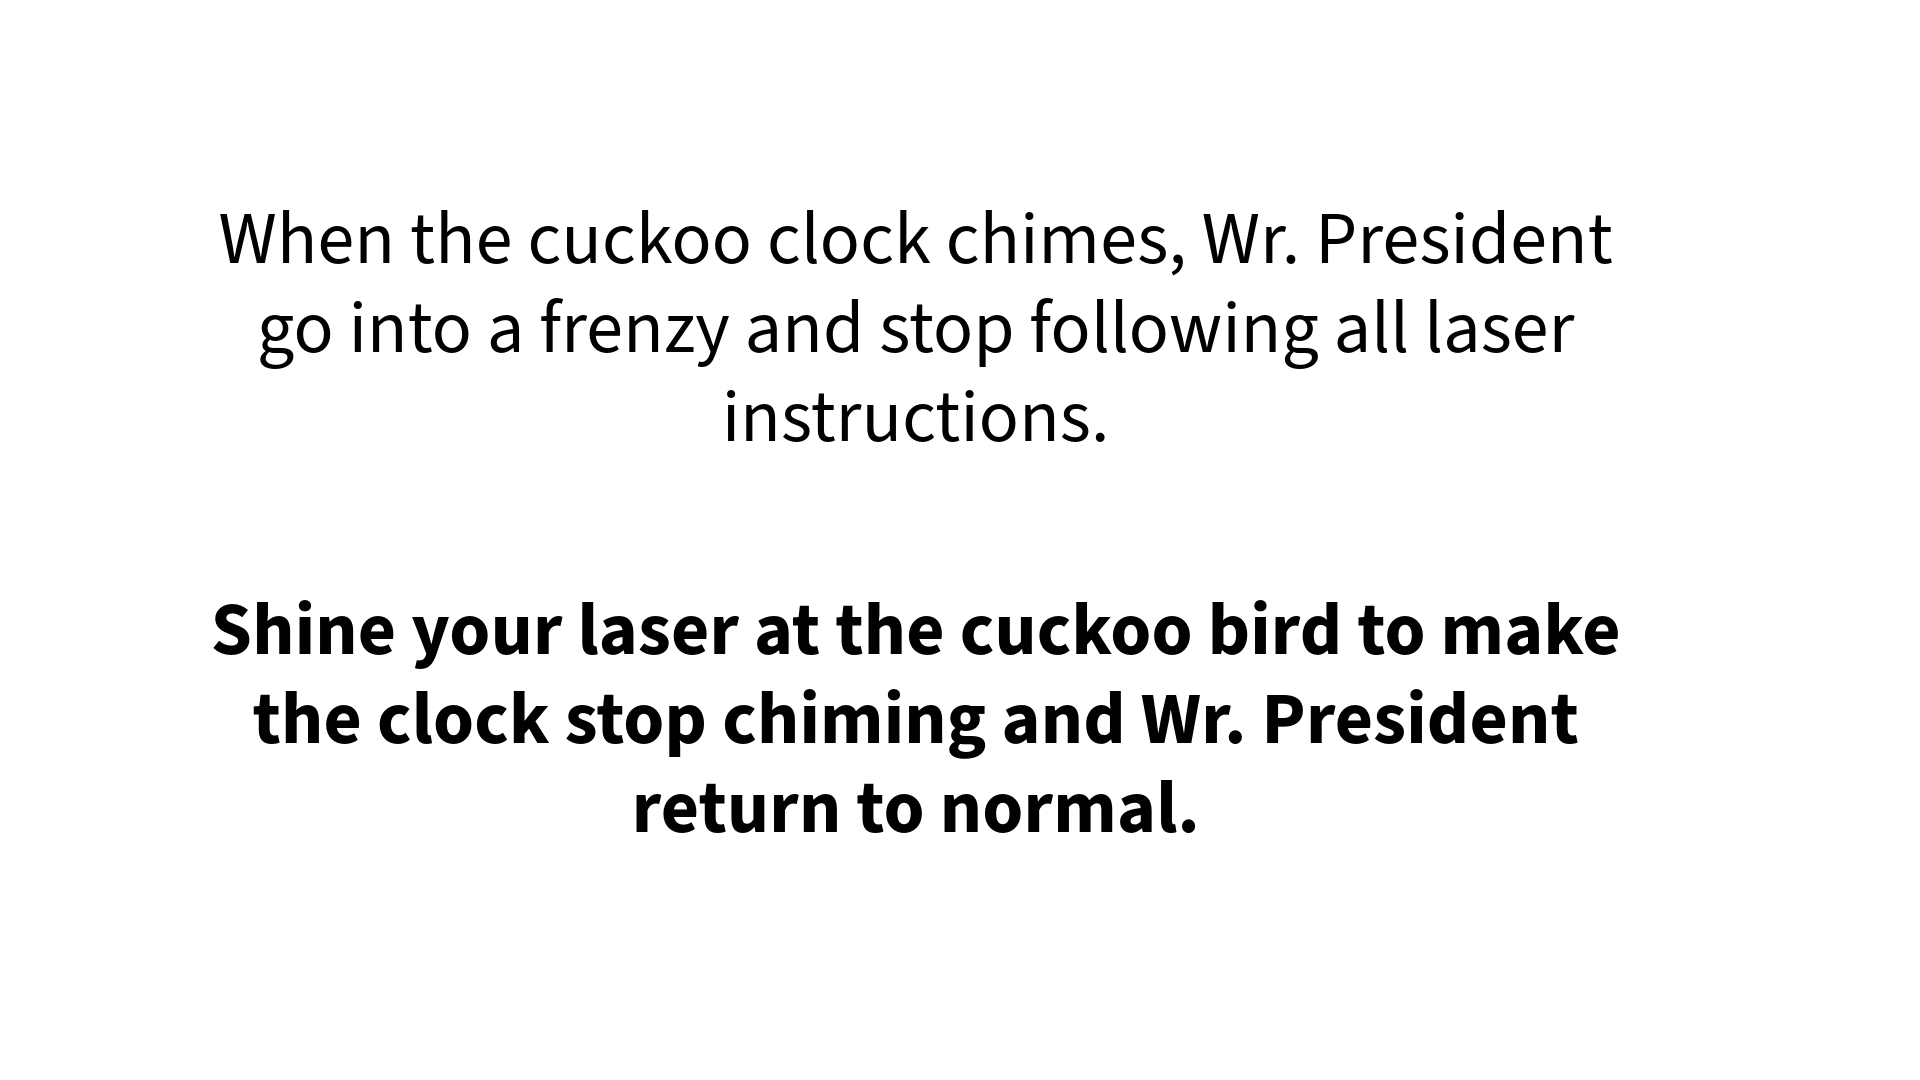 When the cuckoo clock chimes, Wr. President
go into a frenzy and stop following all laser
instructions.
Shine your laser at the cuckoo bird to make
the clock stop chiming and Wr. President
return to normal.